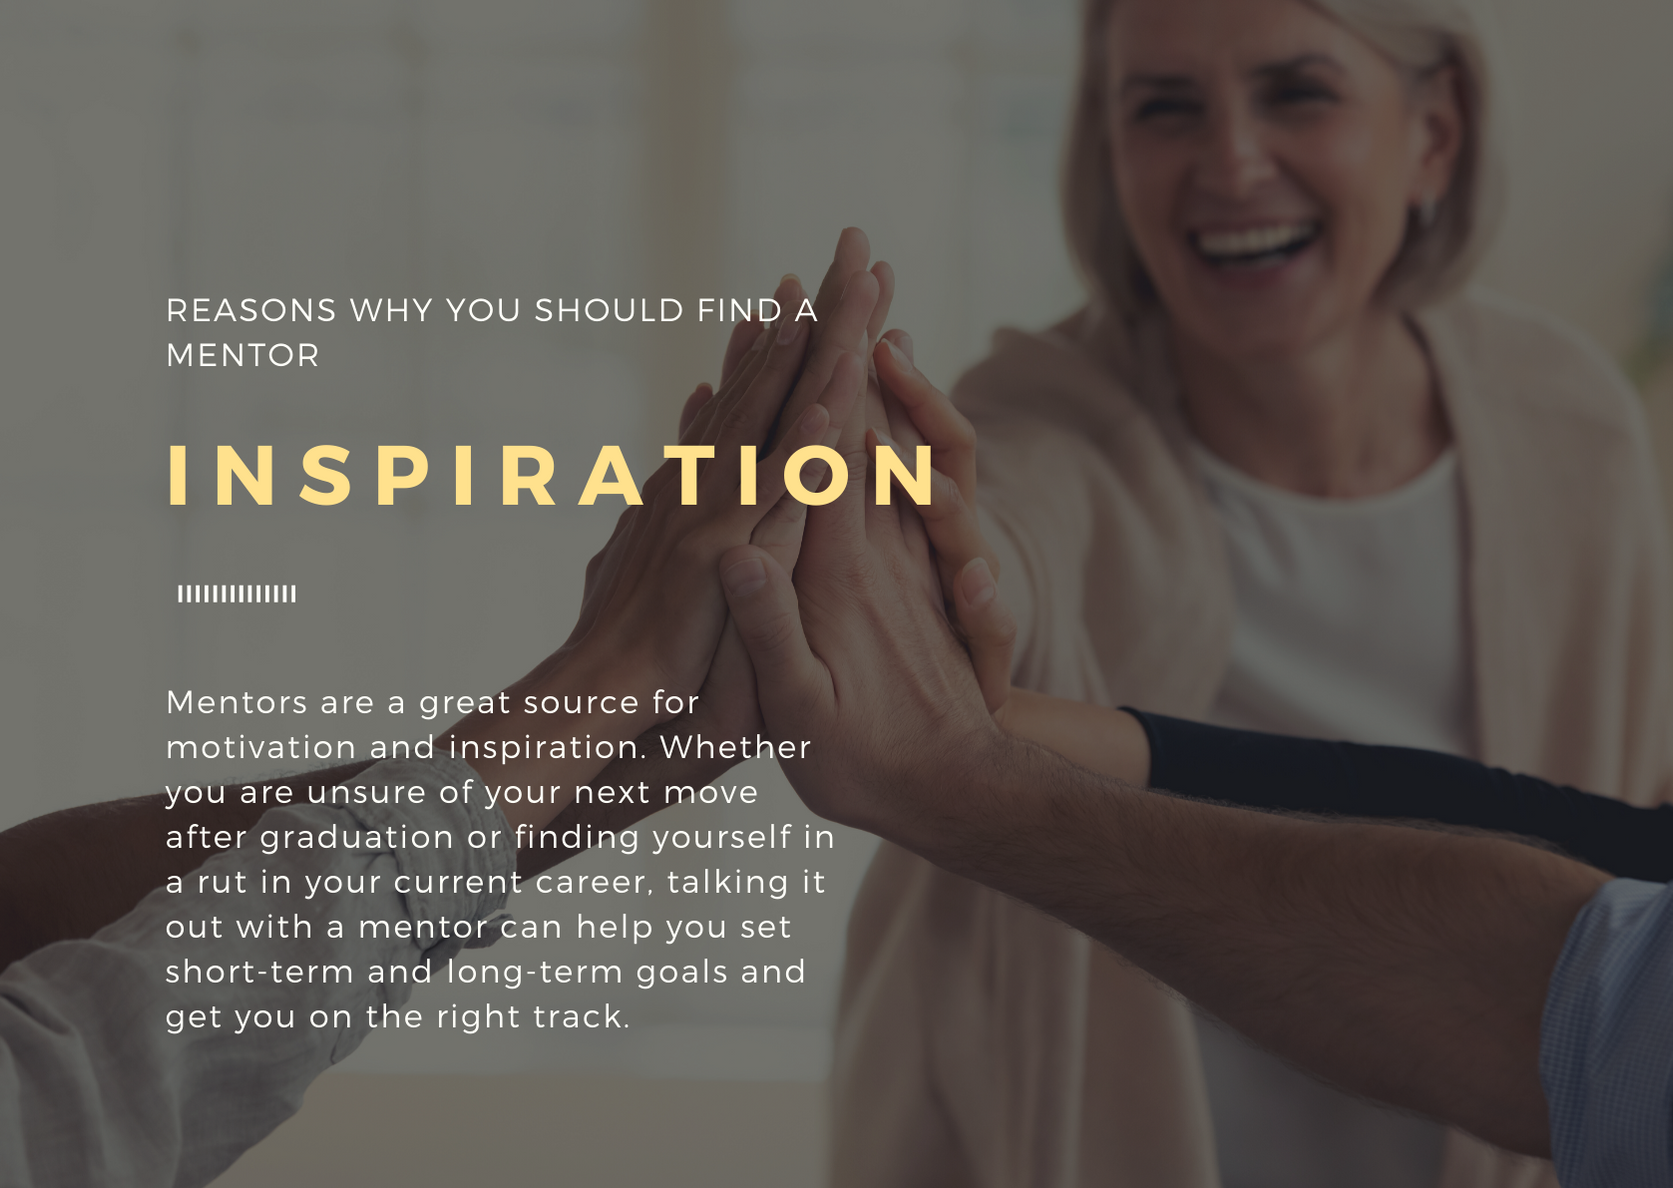 REASONS WHY YOU SHOULD FIND A
MENTOR
INSPIRATION
Mentors are a great source for
motivation and inspiration. Whether
you are unsure of your next move
after graduation or finding yourself in
a rut in your current career, talking it
out with a mentor can help you set
short-term and long-term goals and
get you on the right track.